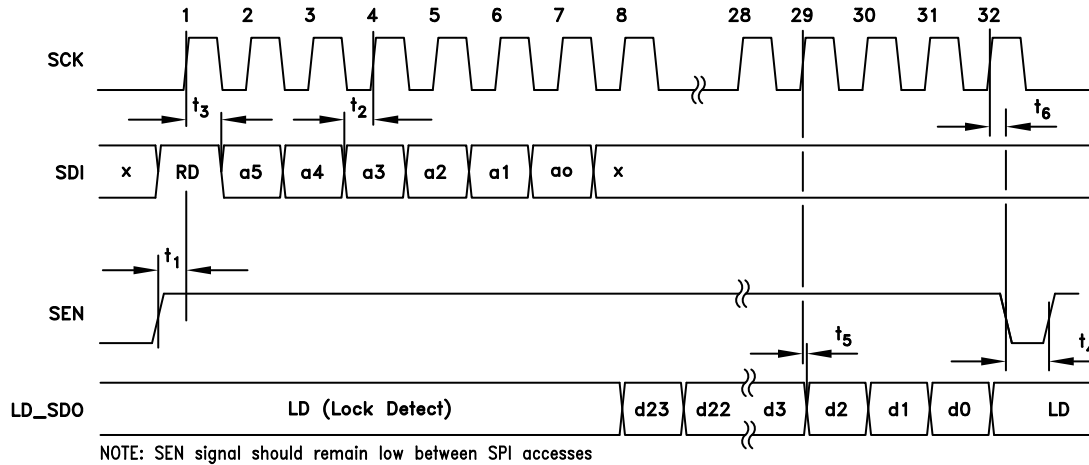 1 2 3 4 5 6 7 8 28 29 30 31 32
SCK
t3 t2 t6
SDI x RD a5 a4 a3 a2 a1 ao x
t1
SEN
t5
LD_SDO LD (Lock Detect) d23 d22 d3 d2 d1 d0 LD
NOTE: SEN signal should remain low between SPI accesses